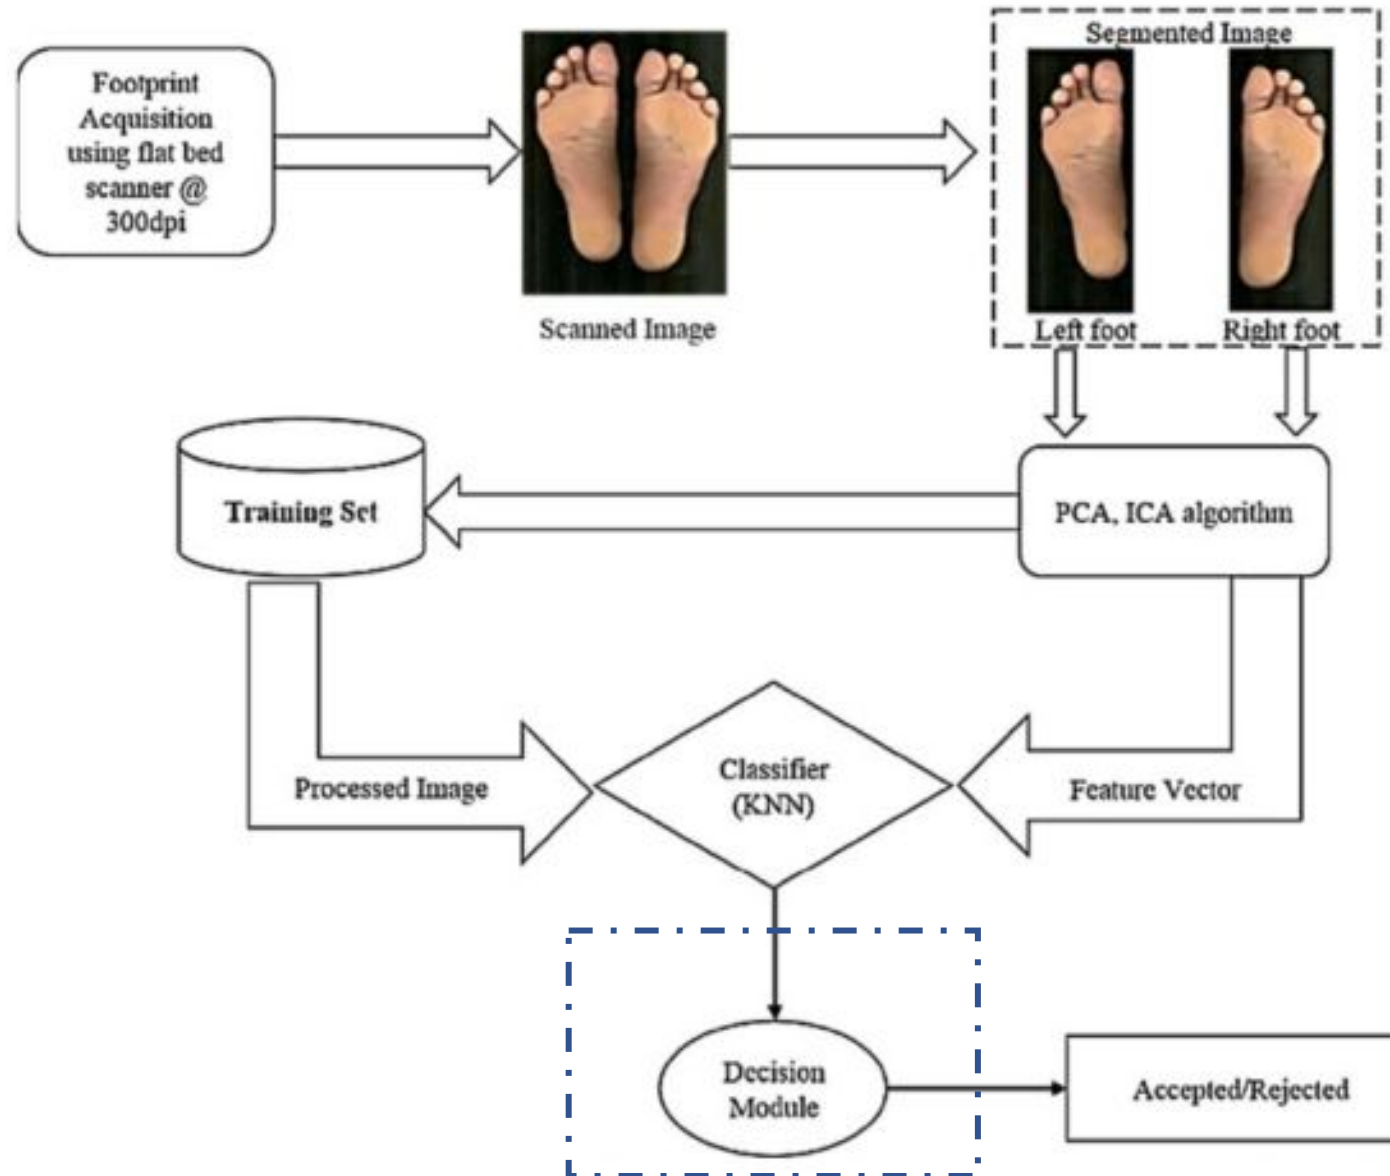 Footprint
Acquisition
using flat bed
scanner @
300dpi
Scanned Image
Segmented Image
Left foot
Right foot
Training Set
PCA, ICA algorithm
Processed Image
Classifier
(KNN)
Feature Vector
Decision
Module
Accepted/Rejected